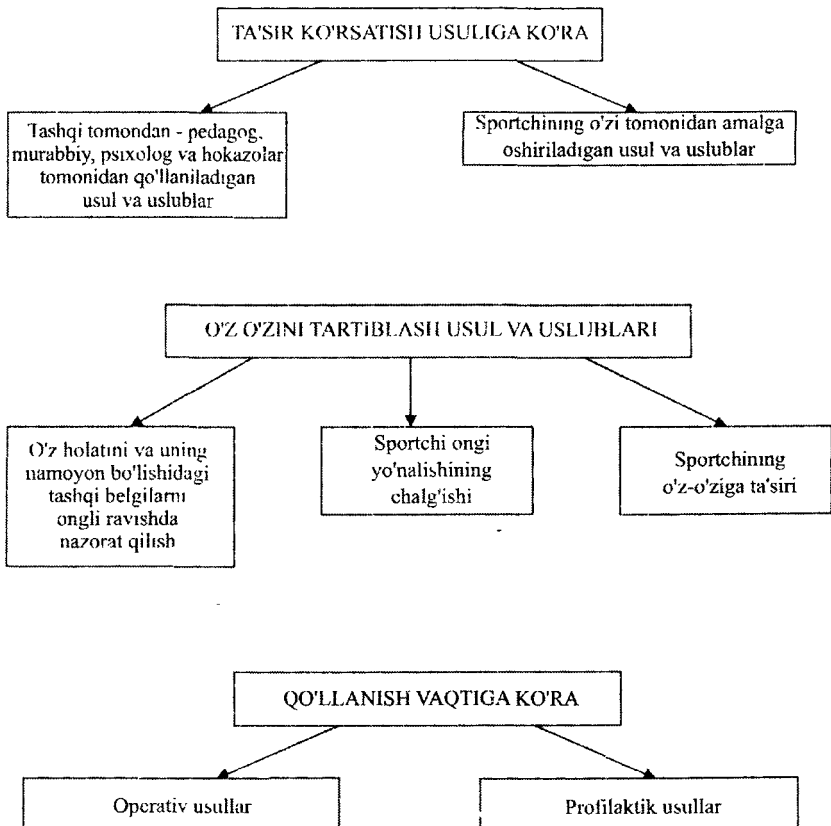 TA'SIR KO'RSATISH USULIGA KO'RA
Tashqi tomondan - pedagog,
murabbiy, psixolog va hokazolar
tomonidan qo'llaniladigan
usul va uslublar
Sportchining o'zi tomonidan amalga
oshiriladigan usul va uslublar
O'Z O'ZINI TARTIBLASH USUL VA USLUBLARI
O'z holatini va uning
namoyon bo'lishidagi
tashqi belgilarni
ongli ravishda
nazorat qilish
Sportchi ongi
yo'nalishining
chalg'ishi
Sportchining
o'z-o'ziga ta'siri
QO'LLANISH VAQTIGA KO'RA
Operativ usullar
Profilaktik usullar